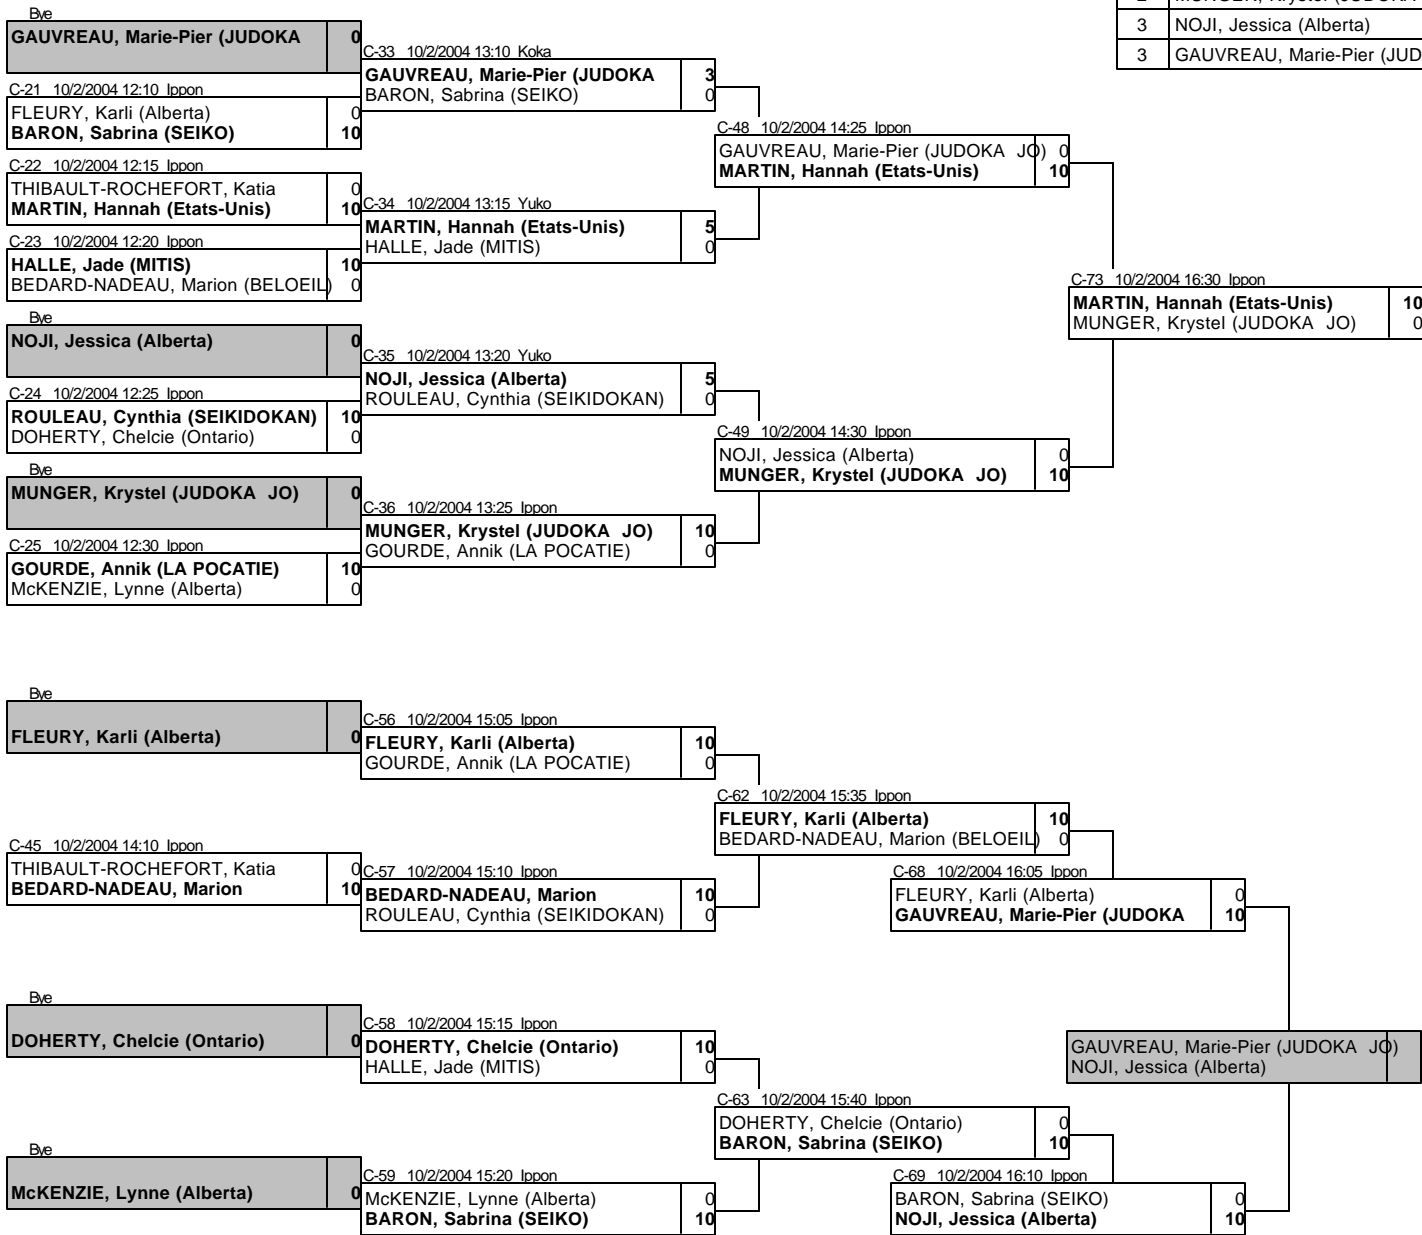 2 MUNGER, Krystel (JUDOKA
3 NOJI, Jessica (Alberta)
3 GAUVREAU, Marie-Pier (JUD
Bye
GAUVREAU, Marie-Pier (JUDOKA 0
C-21 10/2/2004 12:10 Ippon
FLEURY, Karli (Alberta) 0
BARON, Sabrina (SEIKO) 10
C-22 10/2/2004 12:15 Ippon
THIBAULT-ROCHEFORT, Katia 0
MARTIN, Hannah (Etats-Unis) 10
C-23 10/2/2004 12:20 Ippon
HALLE, Jade (MITIS) 10
BEDARD-NADEAU, Marion (BELOEIL) 0
Bye
NOJI, Jessica (Alberta) 0
C-24 10/2/2004 12:25 Ippon
ROULEAU, Cynthia (SEIKIDOKAN) 10
DOHERTY, Chelcie (Ontario) 0
Bye
MUNGER, Krystel (JUDOKA JO) 0
C-25 10/2/2004 12:30 Ippon
GOURDE, Annik (LA POCATIE) 10
McKENZIE, Lynne (Alberta) 0
C-33 10/2/2004 13:10 Koka
GAUVREAU, Marie-Pier (JUDOKA 3
BARON, Sabrina (SEIKO) 0
C-34 10/2/2004 13:15 Yuko
MARTIN, Hannah (Etats-Unis) 5
HALLE, Jade (MITIS) 0
C-35 10/2/2004 13:20 Yuko
NOJI, Jessica (Alberta) 5
ROULEAU, Cynthia (SEIKIDOKAN) 0
C-36 10/2/2004 13:25 Ippon
MUNGER, Krystel (JUDOKA JO) 10
GOURDE, Annik (LA POCATIE) 0
C-48 10/2/2004 14:25 Ippon
GAUVREAU, Marie-Pier (JUDOKA JO) 0
MARTIN, Hannah (Etats-Unis) 10
C-49 10/2/2004 14:30 Ippon
NOJI, Jessica (Alberta) 0
MUNGER, Krystel (JUDOKA JO) 10
C-73 10/2/2004 16:30 Ippon
MARTIN, Hannah (Etats-Unis) 10
MUNGER, Krystel (JUDOKA JO) 0
Bye
FLEURY, Karli (Alberta) 0
C-45 10/2/2004 14:10 Ippon
THIBAULT-ROCHEFORT, Katia 0
BEDARD-NADEAU, Marion 10
Bye
DOHERTY, Chelcie (Ontario) 0
Bye
McKENZIE, Lynne (Alberta) 0
C-56 10/2/2004 15:05 Ippon
FLEURY, Karli (Alberta) 10
GOURDE, Annik (LA POCATIE) 0
C-57 10/2/2004 15:10 Ippon
BEDARD-NADEAU, Marion 10
ROULEAU, Cynthia (SEIKIDOKAN) 0
C-58 10/2/2004 15:15 Ippon
DOHERTY, Chelcie (Ontario) 10
HALLE, Jade (MITIS) 0
C-59 10/2/2004 15:20 Ippon
McKENZIE, Lynne (Alberta) 0
BARON, Sabrina (SEIKO) 10
C-62 10/2/2004 15:35 Ippon
FLEURY, Karli (Alberta) 10
BEDARD-NADEAU, Marion (BELOEIL) 0
C-63 10/2/2004 15:40 Ippon
DOHERTY, Chelcie (Ontario) 0
BARON, Sabrina (SEIKO) 10
C-68 10/2/2004 16:05 Ippon
FLEURY, Karli (Alberta) 0
GAUVREAU, Marie-Pier (JUDOKA 10
C-69 10/2/2004 16:10 Ippon
BARON, Sabrina (SEIKO) 0
NOJI, Jessica (Alberta) 10
GAUVREAU, Marie-Pier (JUDOKA JO)
NOJI, Jessica (Alberta)